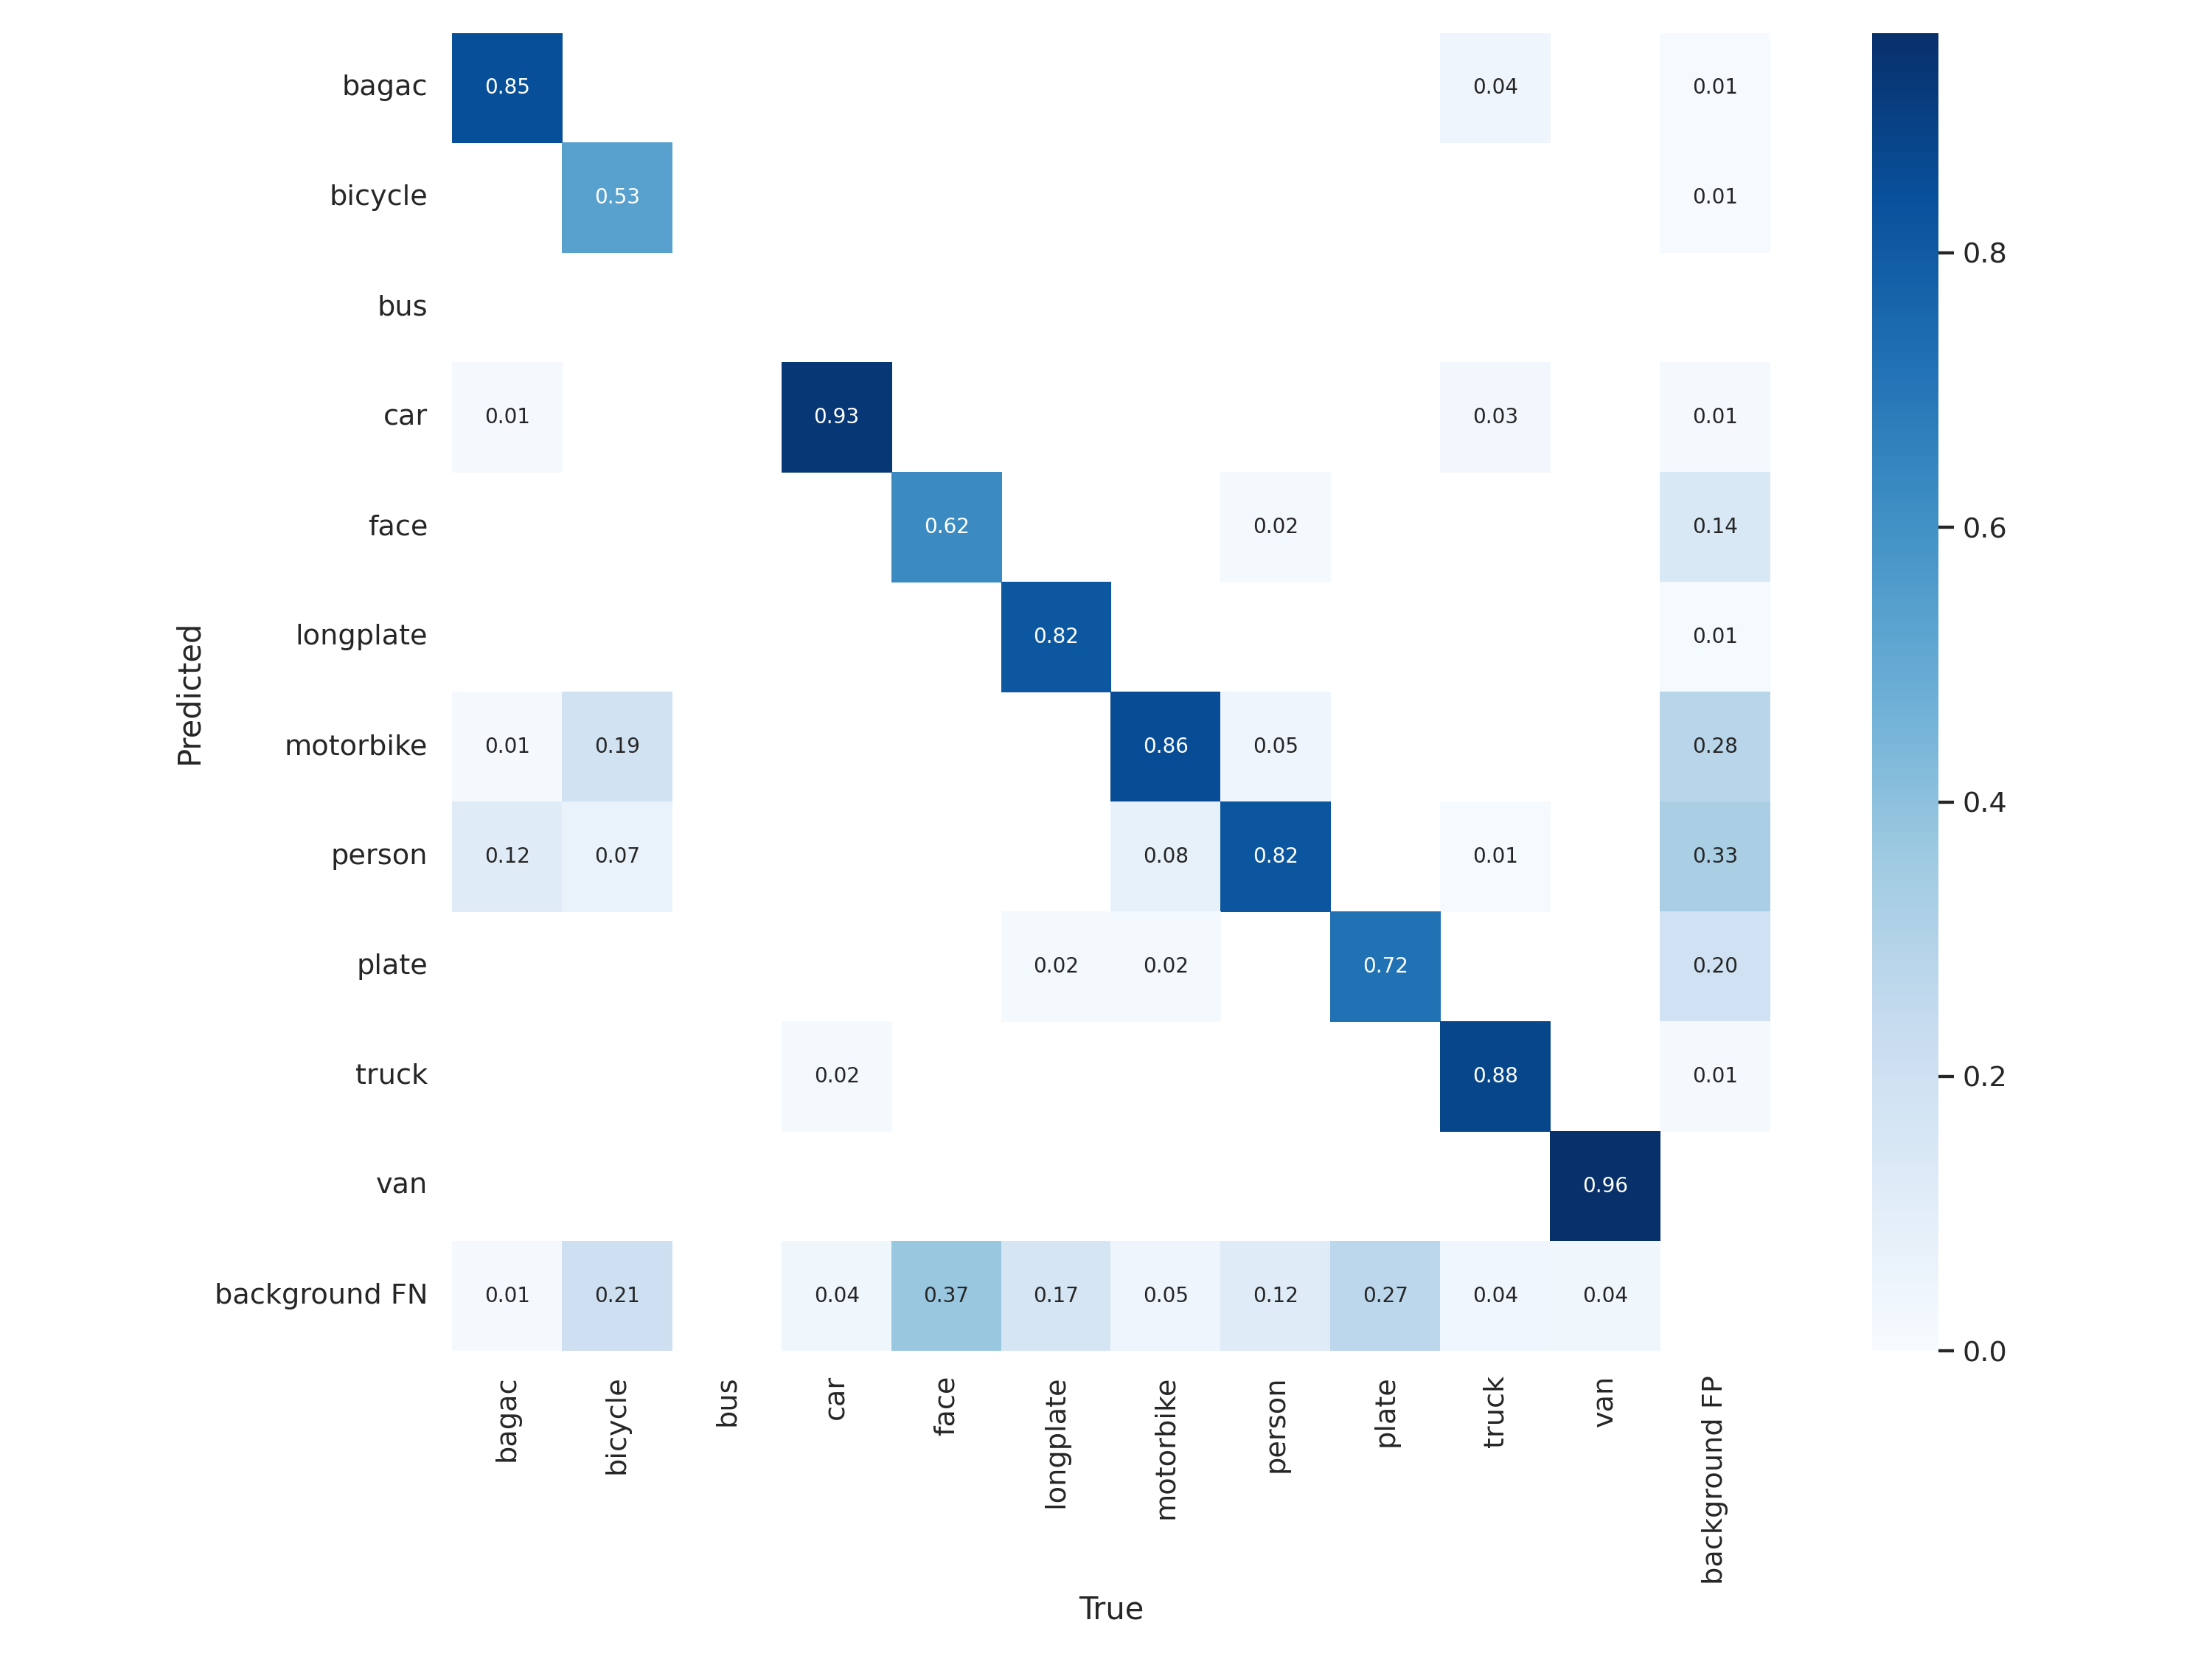 bagac 0.85 0.04 0.01
bicycle 0.53 0.01
0.8
bus
car 0.01 0.93 0.03 0.01
face 0.62 0.02 0.14
0.6
longplate 0.82 0.01
Predicted
motorbike 0.01 0.19 0.86 0.05 0.28
0.4
person 0.12 0.07 0.08 0.82 0.01 0.33
plate 0.02 0.02 0.72 0.20
truck 0.02 0.88 0.01
0.2
van 0.96
background FN 0.01 0.21 0.04 0.37 0.17 0.05 0.12 0.27 0.04 0.04
0.0
bagac
bicycle
bus
car
face
longplate
motorbike
person
plate
truck
van
background FP
True